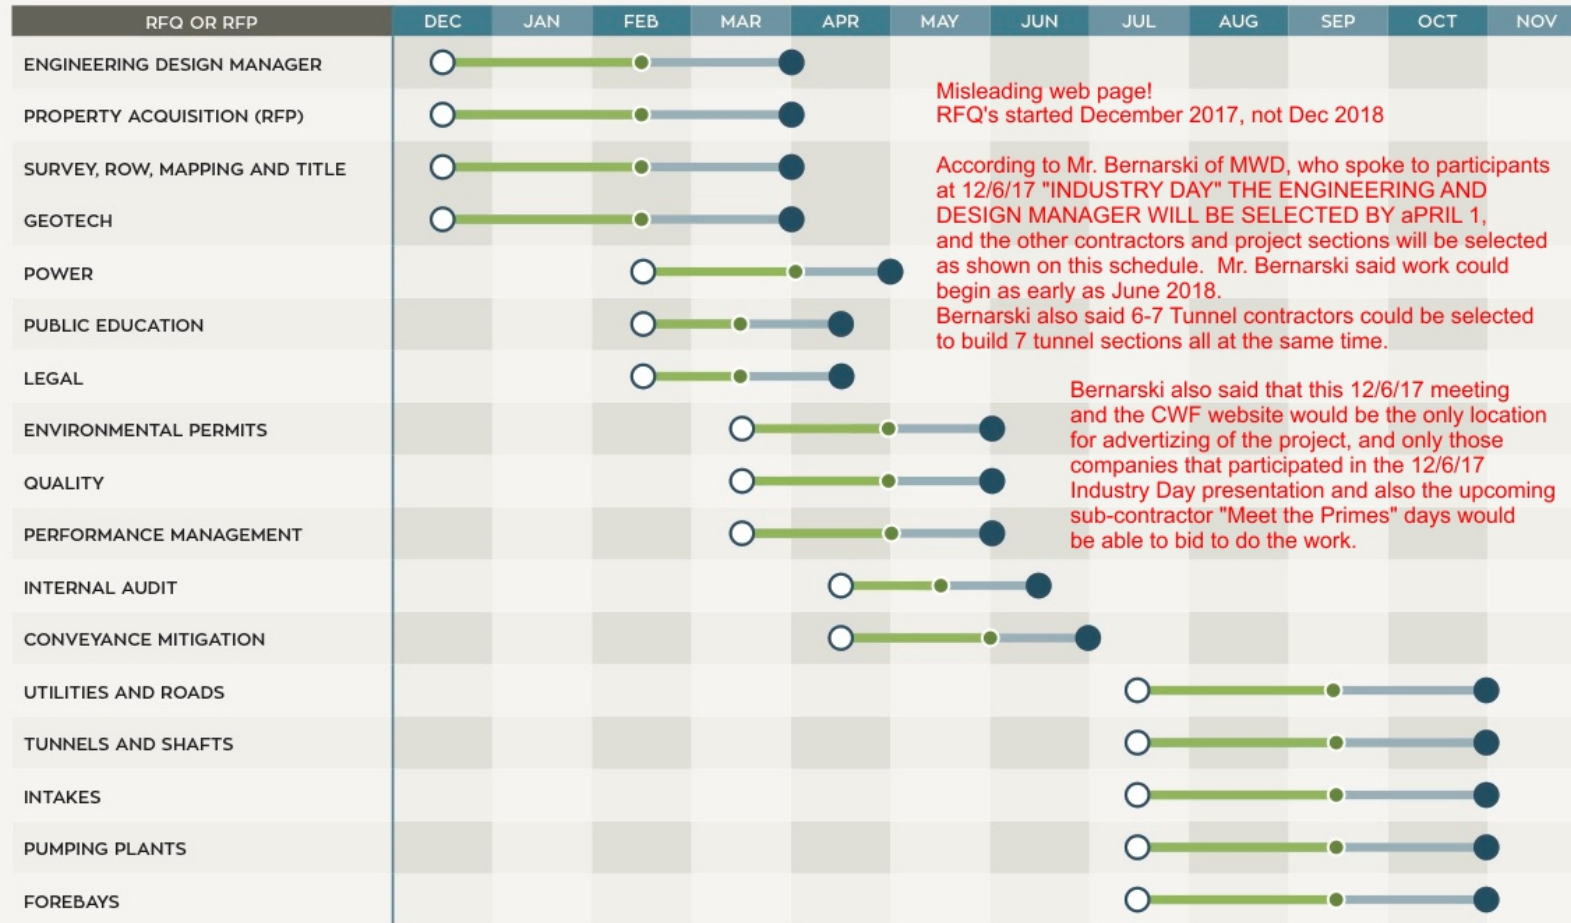 RFQ OR RFP DEC JAN FEB MAR APR MAY JUN JUL AUG SEP OCT NOV
ENGINEERING DESIGN MANAGER
PROPERTY ACQUISITION (RFP)
SURVEY, ROW, MAPPING AND TITLE
GEOTECH
POWER
PUBLIC EDUCATION
LEGAL
ENVIRONMENTAL PERMITS
QUALITY
PERFORMANCE MANAGEMENT
INTERNAL AUDIT
CONVEYANCE MITIGATION
UTILITIES AND ROADS
TUNNELS AND SHAFTS
INTAKES
PUMPING PLANTS
FOREBAYS
Misleading web page!
RFQ's started December 2017, not Dec 2018
According to Mr. Bernarski of MWD, who spoke to participants
at 12/6/17 "INDUSTRY DAY" THE ENGINEERING AND
DESIGN MANAGER WILL BE SELECTED BY aPRIL 1,
and the other contractors and project sections will be selected
as shown on this schedule. Mr. Bernarski said work could
begin as early as June 2018.
Bernarski also said 6-7 Tunnel contractors could be selected
to build 7 tunnel sections all at the same time.
Bernarski also said that this 12/6/17 meeting
and the CWF website would be the only location
for advertizing of the project, and only those
companies that participated in the 12/6/17
Industry Day presentation and also the upcoming
sub-contractor "Meet the Primes" days would
be able to bid to do the work.